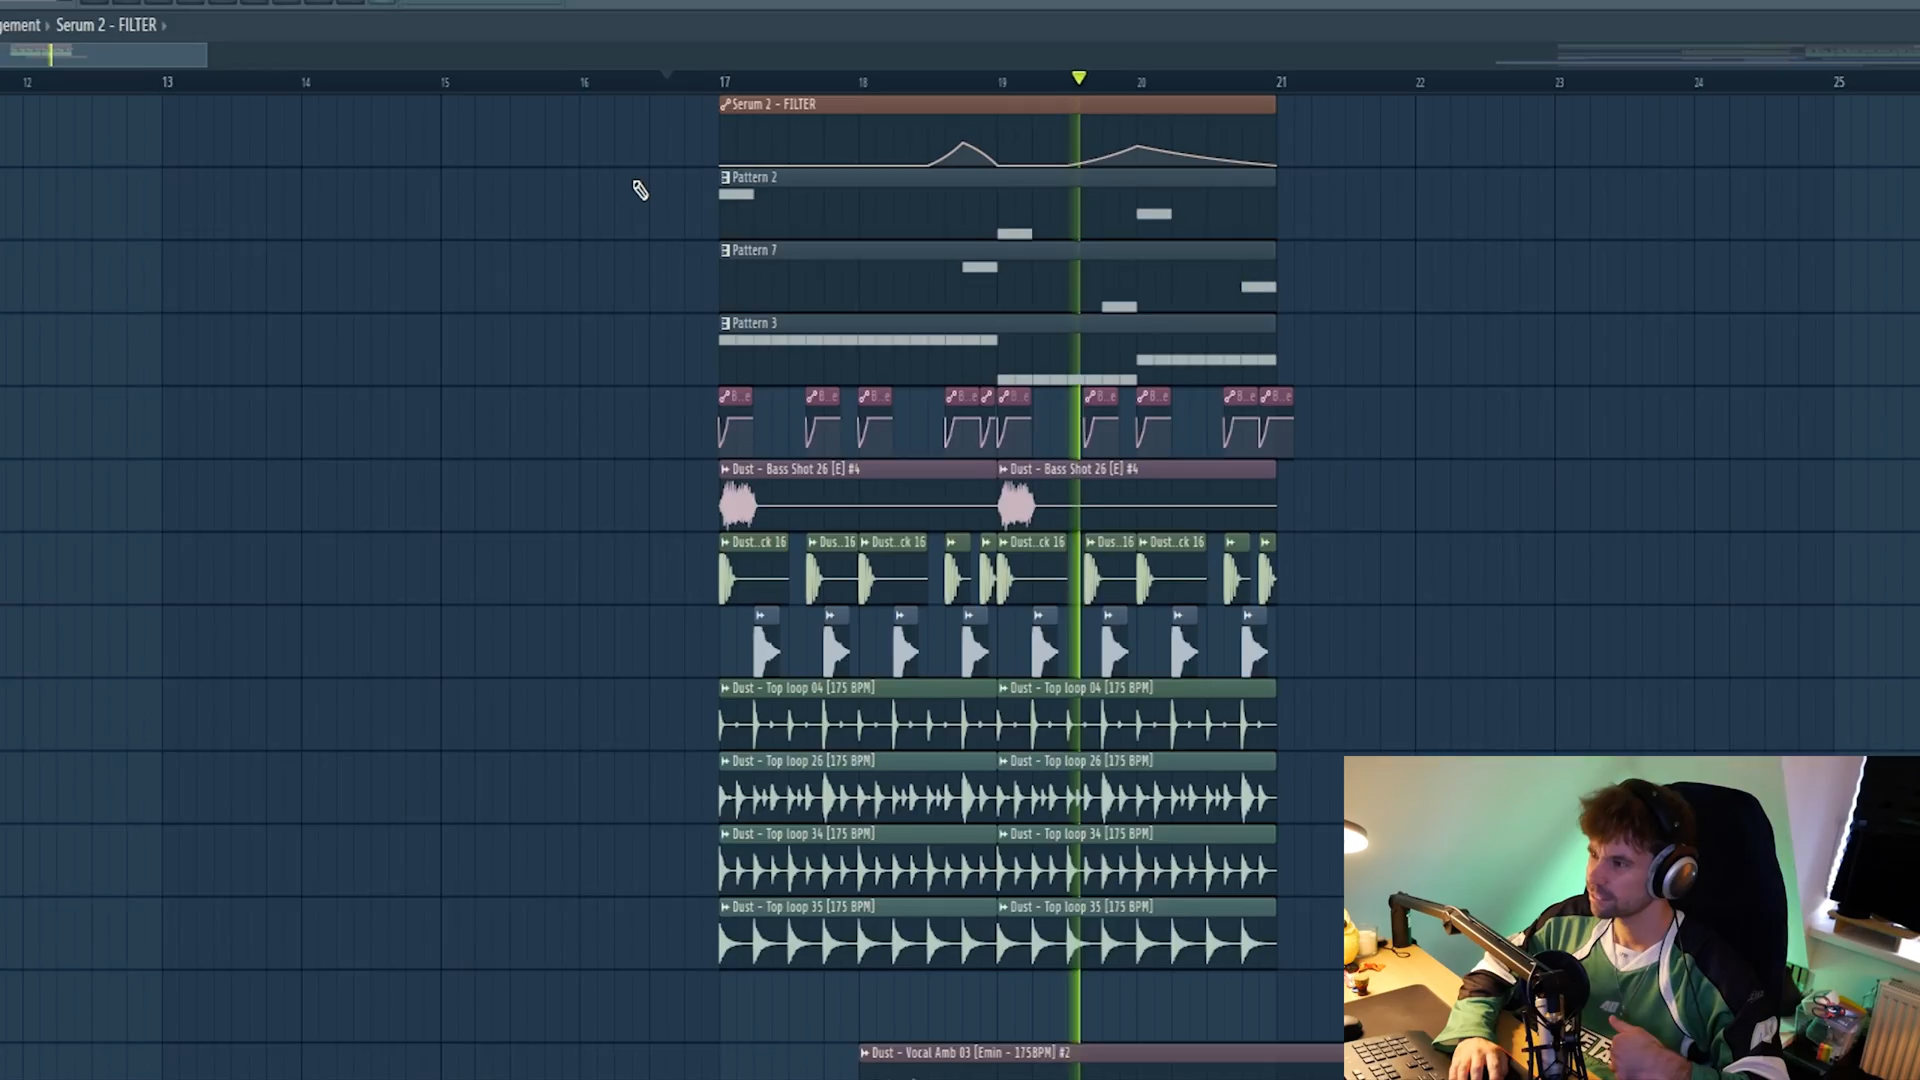 gement › Serum 2 - FILTER ›
12 13 14 15 16 17 18 19 20 21 22 23 24 25
Serum 2 - FILTER
Pattern 2
Pattern 7
Pattern 3
B..e B..e B..e B..e B..e B..e B..e B..e B..e
Dust - Bass Shot 26 [E] #4 Dust - Bass Shot 26 [E] #4
Dust..ck 16 Dus..16 Dust..ck 16 Dust..ck 16 Dus..16 Dust..ck 16
Dust - Top loop 04 [175 BPM] Dust - Top loop 04 [175 BPM]
Dust - Top loop 26 [175 BPM] Dust - Top loop 26 [175 BPM]
Dust - Top loop 34 [175 BPM] Dust - Top loop 34 [175 BPM]
Dust - Top loop 35 [175 BPM] Dust - Top loop 35 [175 BPM]
Dust - Vocal Amb 03 [Emin - 175BPM] #2